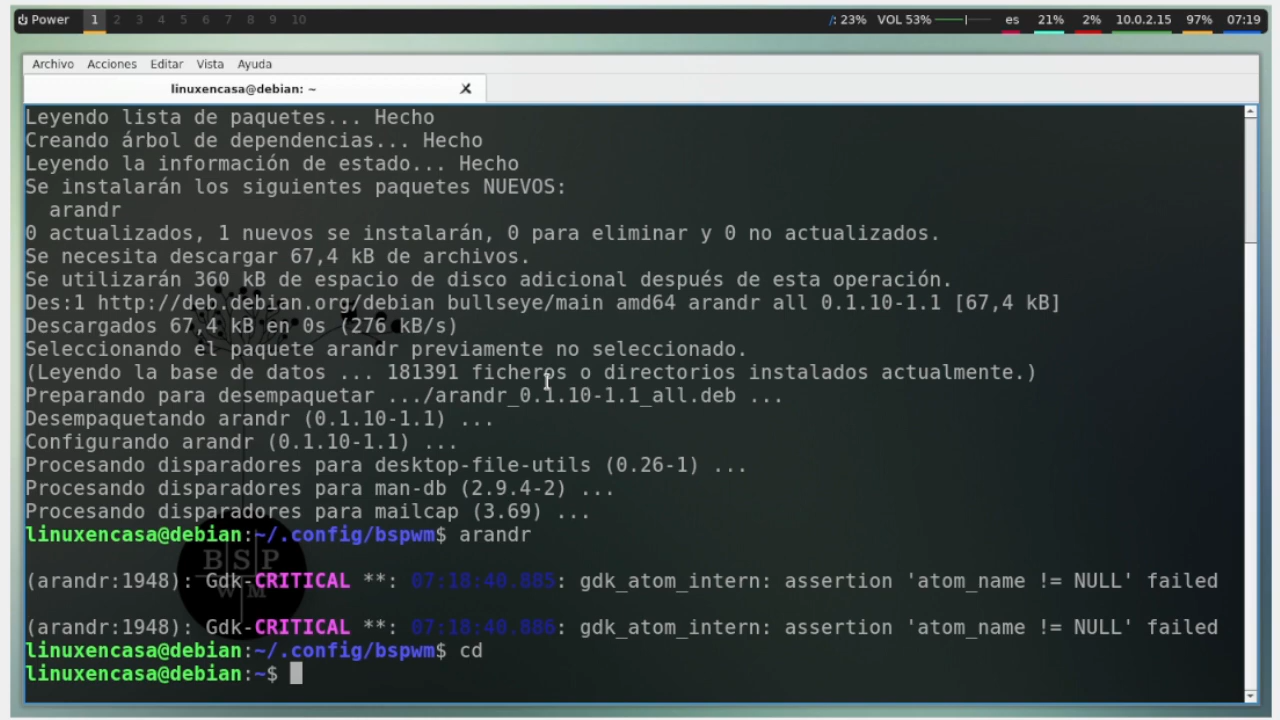 Power 1 2 3 4 5 6 7 8 9 10 /: 23% VOL 53% es 21% 2% 10.0.2.15 97% 07:19
Archivo Acciones Editar Vista Ayuda
linuxencasa@debian: ~
Leyendo lista de paquetes... Hecho
Creando árbol de dependencias... Hecho
Leyendo la información de estado... Hecho
Se instalarán los siguientes paquetes NUEVOS:
arandr
0 actualizados, 1 nuevos se instalarán, 0 para eliminar y 0 no actualizados.
Se necesita descargar 67,4 kB de archivos.
Se utilizarán 360 kB de espacio de disco adicional después de esta operación.
Des:1 http://deb.debian.org/debian bullseye/main amd64 arandr all 0.1.10-1.1 [67,4 kB]
Descargados 67,4 kB en 0s (276 kB/s)
Seleccionando el paquete arandr previamente no seleccionado.
(Leyendo la base de datos ... 181391 ficheros o directorios instalados actualmente.)
Preparando para desempaquetar .../arandr_0.1.10-1.1_all.deb ...
Desempaquetando arandr (0.1.10-1.1) ...
Configurando arandr (0.1.10-1.1) ...
Procesando disparadores para desktop-file-utils (0.26-1) ...
Procesando disparadores para man-db (2.9.4-2) ...
Procesando disparadores para mailcap (3.69) ...
linuxencasa@debian:~/.config/bspwm$ arandr
BSP
WM
(arandr:1948): Gdk-CRITICAL **: 07:18:40.885: gdk_atom_intern: assertion 'atom_name != NULL' failed
(arandr:1948): Gdk-CRITICAL **: 07:18:40.886: gdk_atom_intern: assertion 'atom_name != NULL' failed
linuxencasa@debian:~/.config/bspwm$ cd
linuxencasa@debian:~$